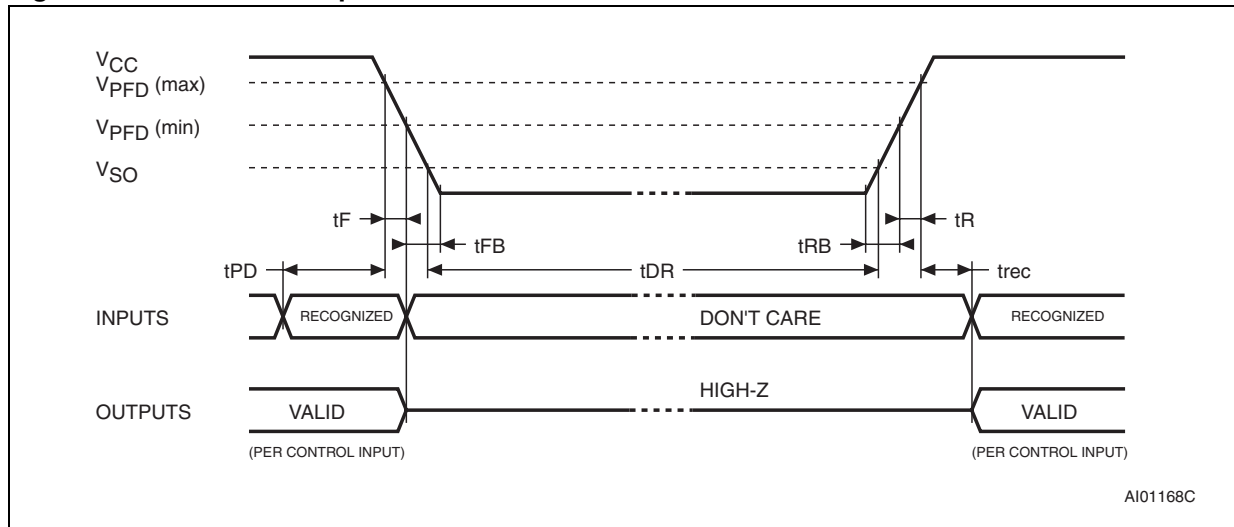 VCC
VPFD (max)
VPFD (min)
VSO
tF
tR
tFB
tRB
tPD
tDR
trec
INPUTS
RECOGNIZED
DON'T CARE
RECOGNIZED
HIGH-Z
OUTPUTS
VALID
VALID
(PER CONTROL INPUT)
(PER CONTROL INPUT)
AI01168C